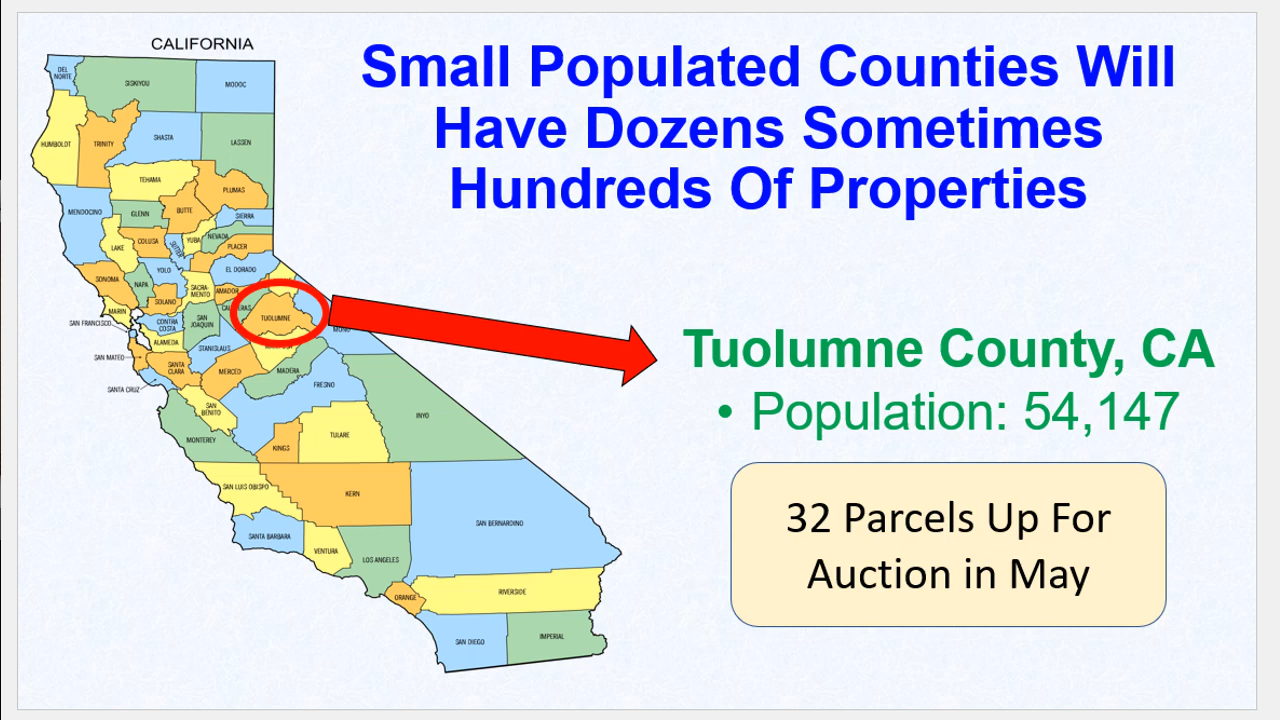 CALIFORNIA
Small Populated Counties Will
Have Dozens Sometimes
Hundreds Of Properties
DEL
NORTE
SISKIYOU
MODOC
HUMBOLDT
TRINITY
SHASTA
LASSEN
TEHAMA
PLUMAS
MENDOCINO
GLENN
BUTTE
SIERRA
LAKE
COLUSA
SUTTER
YUBA
NEVADA
PLACER
SONOMA
NAPA
YOLO
EL DORADO
SACRA-
MENTO
AMADOR
MARIN
SOLANO
SAN
JOAQUIN
TUOLUMNE
MONO
SAN FRANCISCO
CONTRA
COSTA
ALAMEDA
STANISLAUS
SAN MATEO
SANTA
CLARA
MERCED
MADERA
SANTA CRUZ
SAN
BENITO
FRESNO
INYO
MONTEREY
KINGS
TULARE
SAN LUIS OBISPO
KERN
SAN BERNARDINO
SANTA BARBARA
VENTURA
LOS ANGELES
ORANGE
RIVERSIDE
SAN DIEGO
IMPERIAL
Tuolumne County, CA
• Population: 54,147
32 Parcels Up For
Auction in May